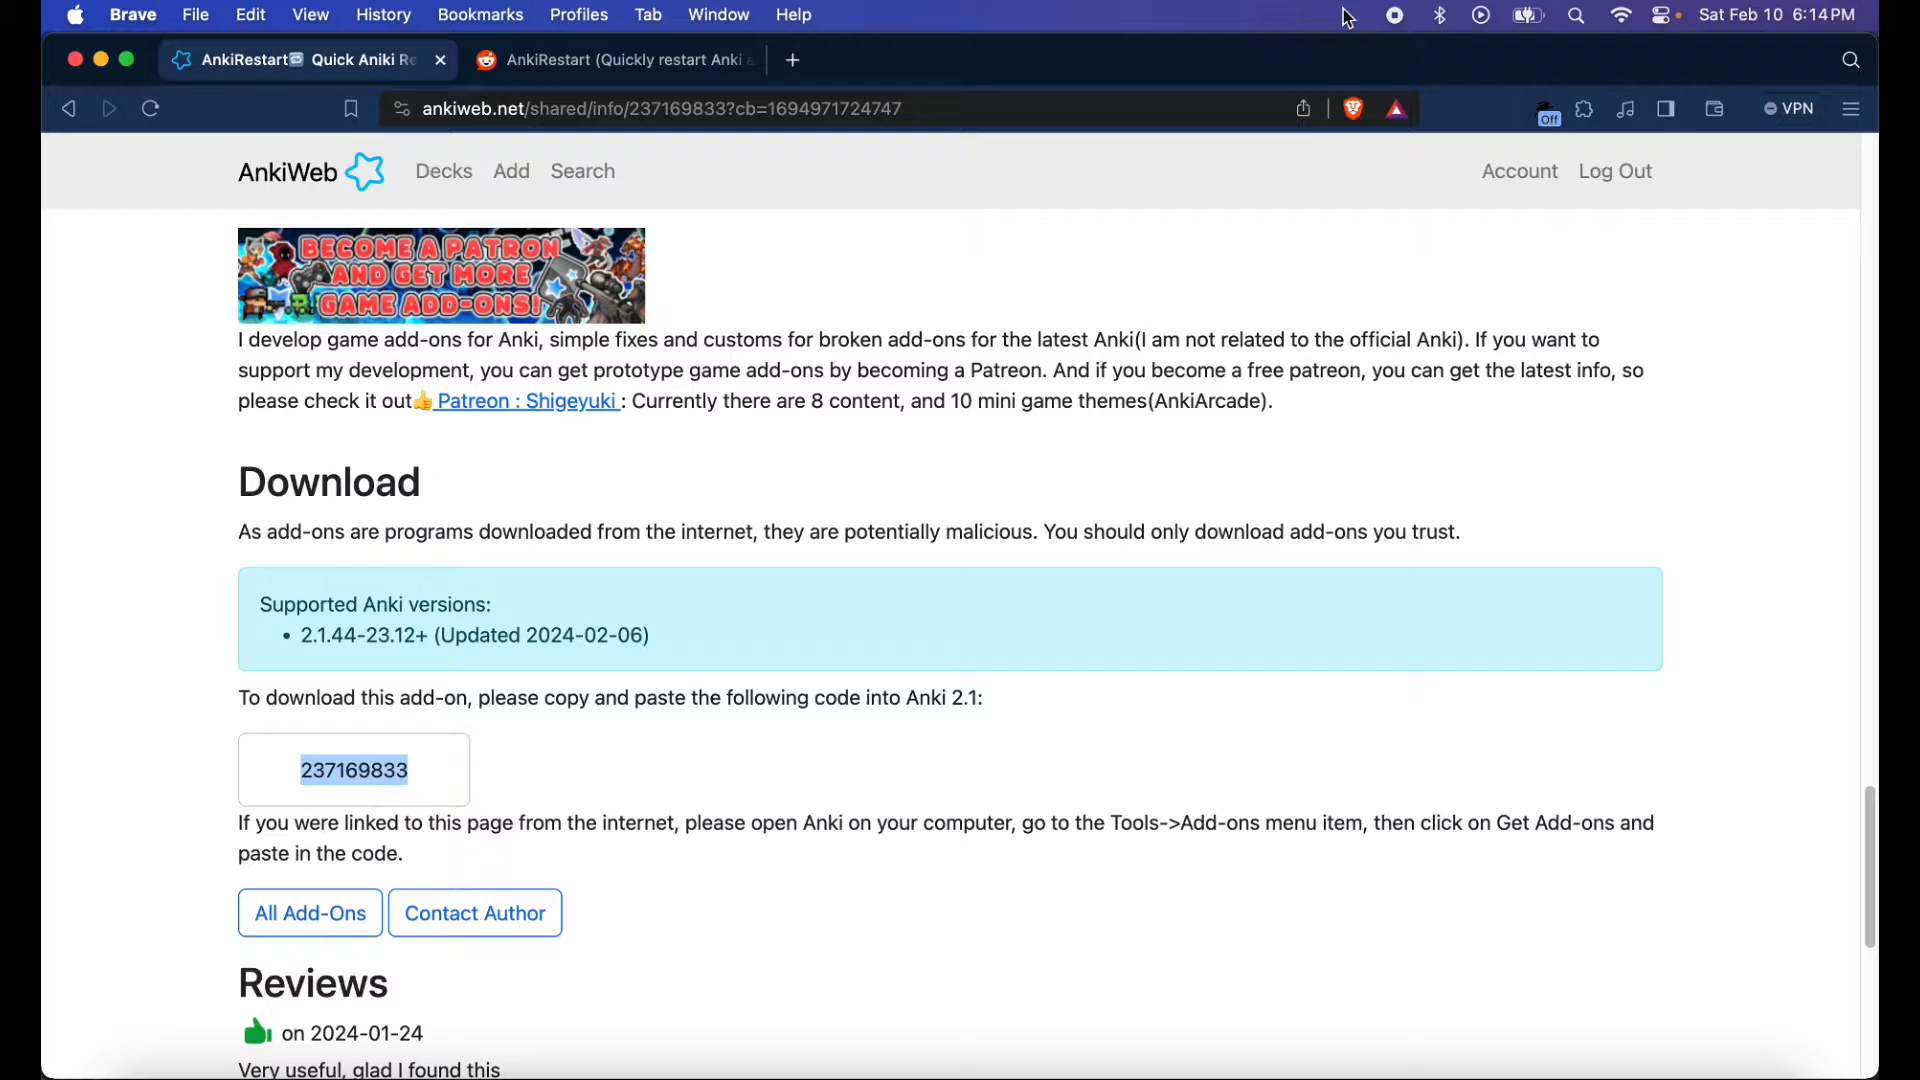 Brave File Edit View History Bookmarks Profiles Tab Window Help Sat Feb 10 6:14 PM
AnkiRestart Quick Aniki Re AnkiRestart (Quickly restart Anki a
ankiweb.net/shared/info/237169833?cb=1694971724747 Off VPN
AnkiWeb Decks Add Search Account Log Out
BECOME A PATRON
AND GET MORE
GAME ADD-ONS!
I develop game add-ons for Anki, simple fixes and customs for broken add-ons for the latest Anki(I am not related to the official Anki). If you want to
support my development, you can get prototype game add-ons by becoming a Patreon. And if you become a free patreon, you can get the latest info, so
please check it out👍 Patreon : Shigeyuki : Currently there are 8 content, and 10 mini game themes(AnkiArcade).
Download
As add-ons are programs downloaded from the internet, they are potentially malicious. You should only download add-ons you trust.
Supported Anki versions:
• 2.1.44-23.12+ (Updated 2024-02-06)
To download this add-on, please copy and paste the following code into Anki 2.1:
237169833
If you were linked to this page from the internet, please open Anki on your computer, go to the Tools->Add-ons menu item, then click on Get Add-ons and
paste in the code.
All Add-Ons Contact Author
Reviews
on 2024-01-24
Very useful, glad I found this